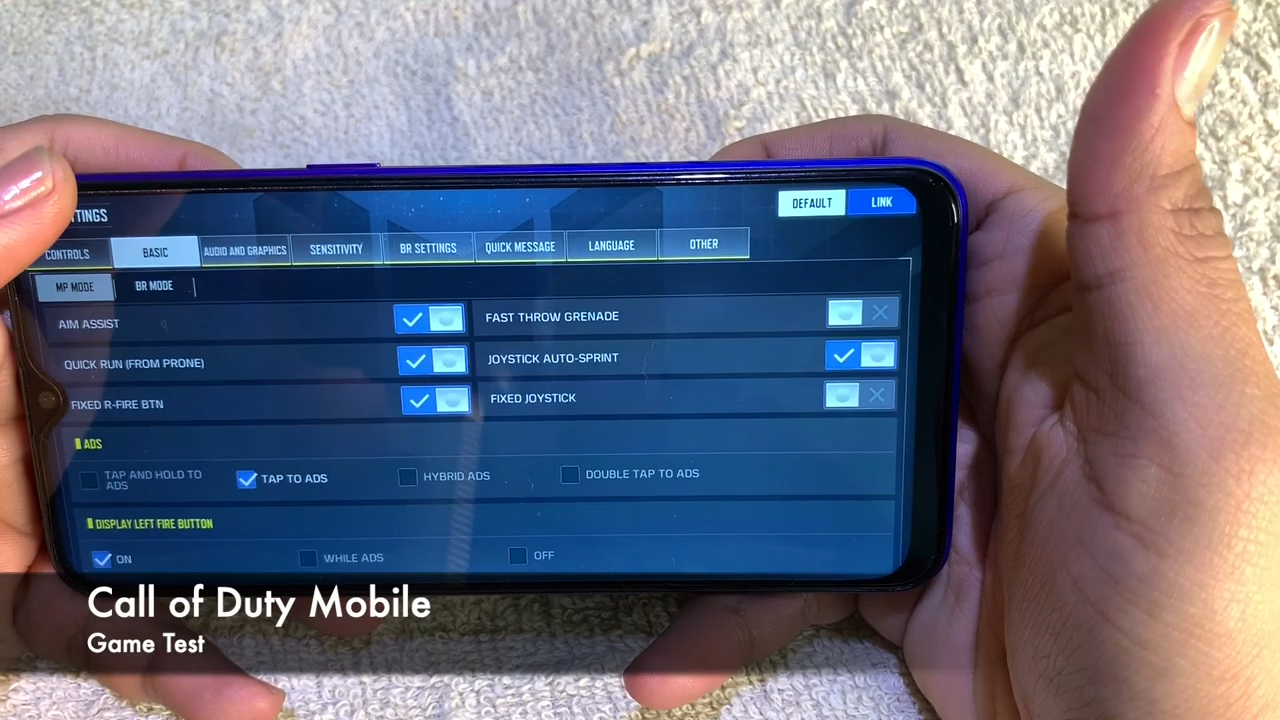 TTINGS
DEFAULT LINK
CONTROLS BASIC AUDIO AND GRAPHICS SENSITIVITY BR SETTINGS QUICK MESSAGE LANGUAGE OTHER
MP MODE BR MODE
AIM ASSIST FAST THROW GRENADE
QUICK RUN (FROM PRONE) JOYSTICK AUTO-SPRINT
FIXED R-FIRE BTN FIXED JOYSTICK
ADS
TAP AND HOLD TO
ADS
TAP TO ADS HYBRID ADS DOUBLE TAP TO ADS
DISPLAY LEFT FIRE BUTTON
ON WHILE ADS OFF
Call of Duty Mobile
Game Test